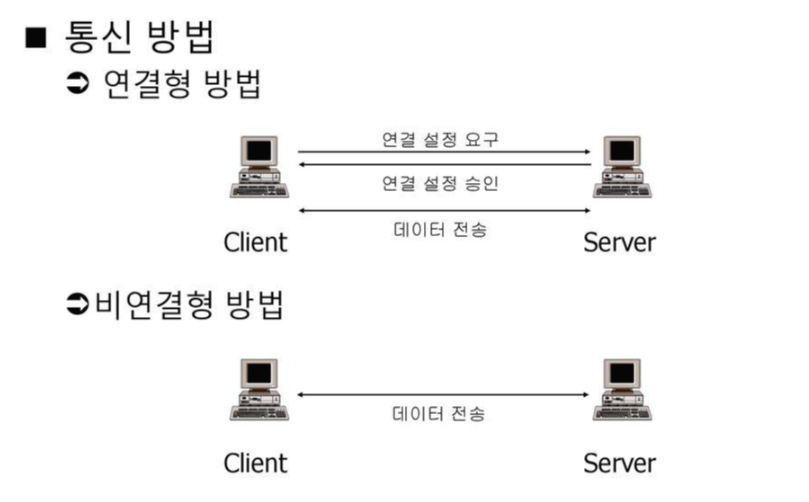 ■ 통신 방법
➲ 연결형 방법
연결 설정 요구
연결 설정 승인
데이터 전송
Client Server
➲비연결형 방법
데이터 전송
Client Server